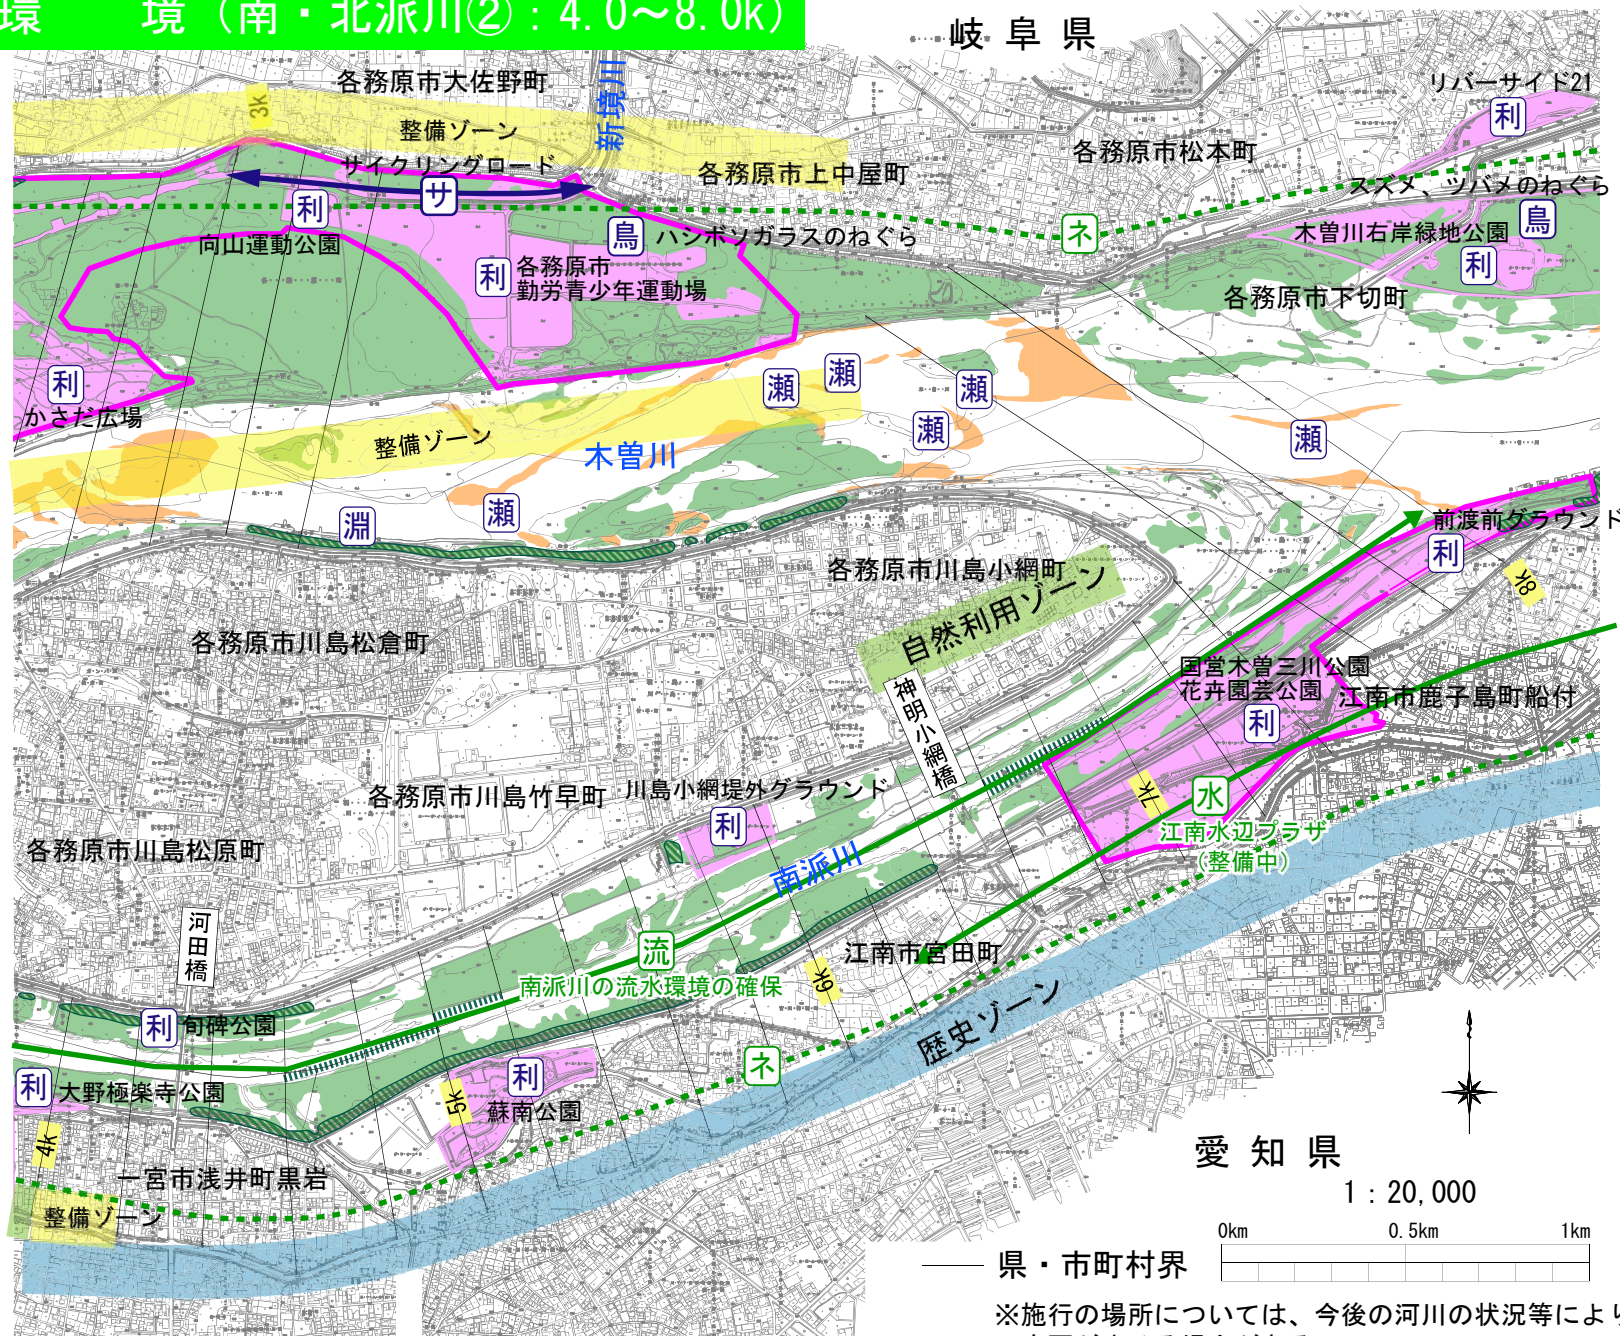 環　　境（南・北派川②：4.0～8.0k）
岐阜県
各務原市大佐野町
新境川
リバーサイド21
利
3k
整備ゾーン
サイクリングロード
サ
各務原市上中屋町
各務原市松本町
スズメ、ツバメのねぐら
利
向山運動公園
鳥
ハシボソガラスのねぐら
ネ
木曽川右岸緑地公園
鳥
利
利
各務原市
勤労青少年運動場
各務原市下切町
利
かさだ広場
瀬
瀬
瀬
瀬
瀬
整備ゾーン
木曽川
淵
瀬
前渡前グラウンド
利
各務原市川島小網町
自然利用ゾーン
8k
各務原市川島松倉町
国営木曽三川公園
花卉園芸公園
利
江南市鹿子島町船付
神明小網橋
各務原市川島竹早町
川島小網堤外グラウンド
利
7k
水
江南水辺プラザ
（整備中）
各務原市川島松原町
南派川
河田橋
流
南派川の流水環境の確保
江南市宮田町
6k
歴史ゾーン
利
旬碑公園
利
大野極楽寺公園
5k
利
蘇南公園
ネ
4k
一宮市浅井町黒岩
整備ゾーン
愛知県
1：20,000
0km 0.5km 1km
県・市町村界
※施行の場所については、今後の河川の状況等により